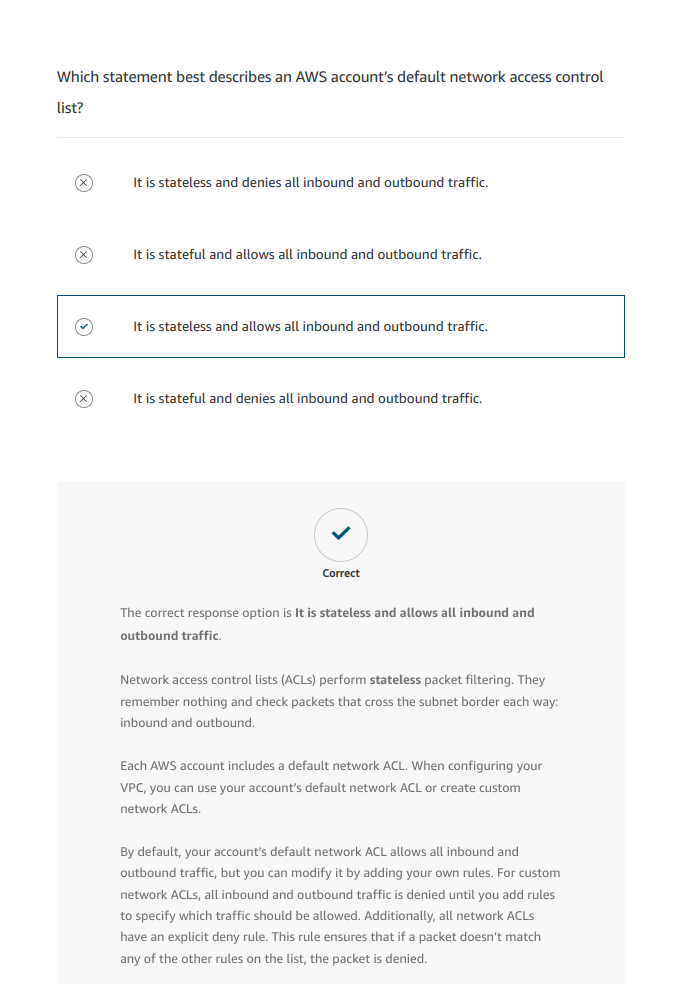 Which statement best describes an AWS account’s default network access control
list?
It is stateless and denies all inbound and outbound traffic.
It is stateful and allows all inbound and outbound traffic.
It is stateless and allows all inbound and outbound traffic.
It is stateful and denies all inbound and outbound traffic.
Correct
The correct response option is It is stateless and allows all inbound and
outbound traffic.
Network access control lists (ACLs) perform stateless packet filtering. They
remember nothing and check packets that cross the subnet border each way:
inbound and outbound.
Each AWS account includes a default network ACL. When configuring your
VPC, you can use your account’s default network ACL or create custom
network ACLs.
By default, your account’s default network ACL allows all inbound and
outbound traffic, but you can modify it by adding your own rules. For custom
network ACLs, all inbound and outbound traffic is denied until you add rules
to specify which traffic should be allowed. Additionally, all network ACLs
have an explicit deny rule. This rule ensures that if a packet doesn’t match
any of the other rules on the list, the packet is denied.